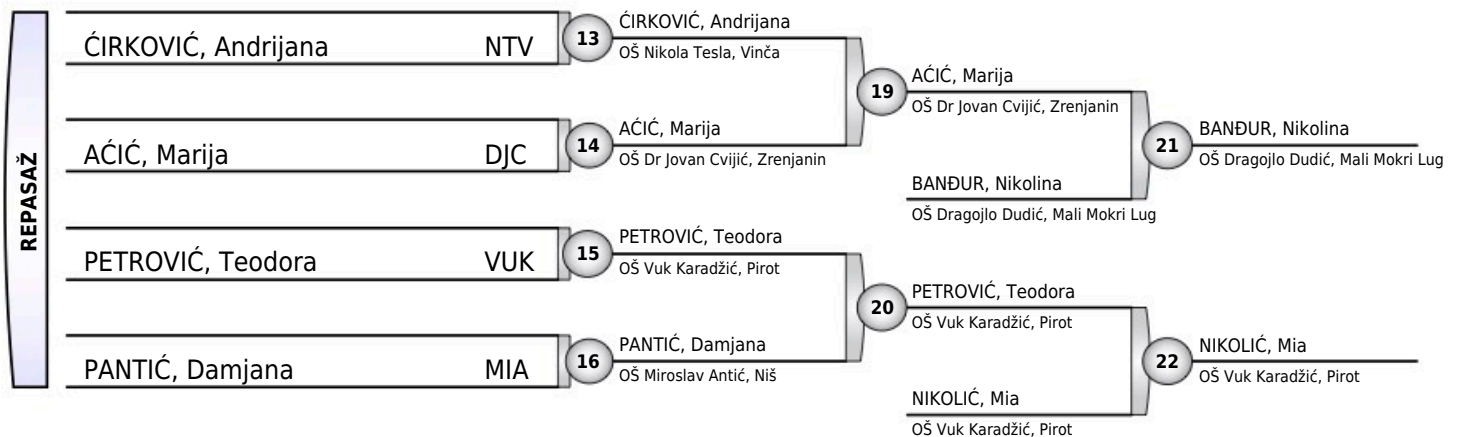 REPASAŽ
ĆIRKOVIĆ, Andrijana NTV
13
ĆIRKOVIĆ, Andrijana
OŠ Nikola Tesla, Vinča
AĆIĆ, Marija DJC
14
AĆIĆ, Marija
OŠ Dr Jovan Cvijić, Zrenjanin
PETROVIĆ, Teodora VUK
15
PETROVIĆ, Teodora
OŠ Vuk Karadžić, Pirot
PANTIĆ, Damjana MIA
16
PANTIĆ, Damjana
OŠ Miroslav Antić, Niš
19
AĆIĆ, Marija
OŠ Dr Jovan Cvijić, Zrenjanin
BANĐUR, Nikolina
OŠ Dragojlo Dudić, Mali Mokri Lug
20
PETROVIĆ, Teodora
OŠ Vuk Karadžić, Pirot
NIKOLIĆ, Mia
OŠ Vuk Karadžić, Pirot
21
BANĐUR, Nikolina
OŠ Dragojlo Dudić, Mali Mokri Lug
22
NIKOLIĆ, Mia
OŠ Vuk Karadžić, Pirot